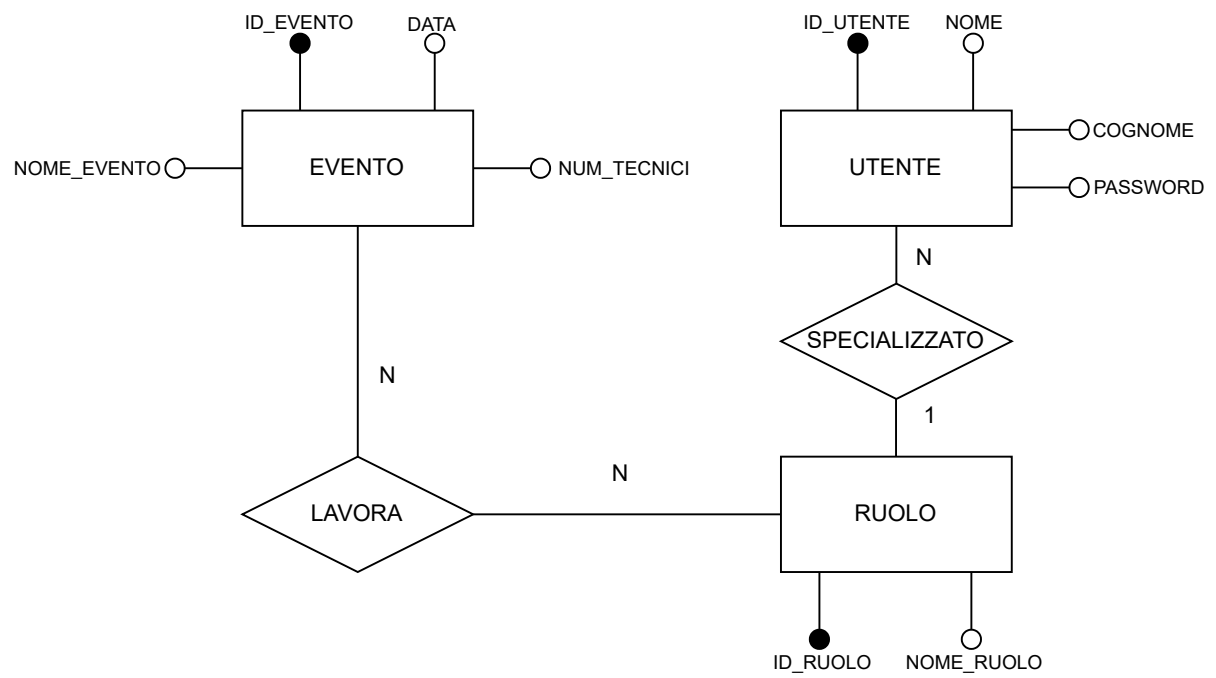 ID_EVENTO
DATA
ID_UTENTE
NOME
NOME_EVENTO
EVENTO
NUM_TECNICI
UTENTE
COGNOME
PASSWORD
N
SPECIALIZZATO
N
1
N
LAVORA
RUOLO
ID_RUOLO
NOME_RUOLO